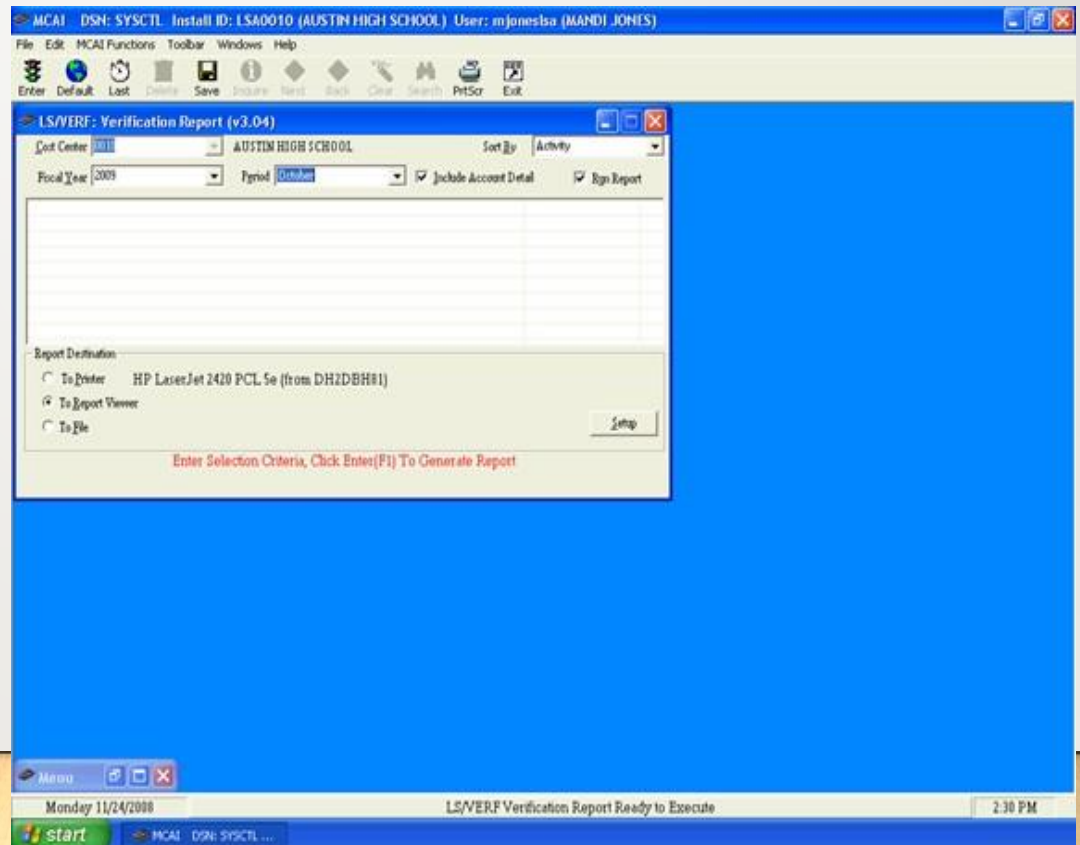 MCAI DSN: SYSCTL Install ID: LSA0010 (AUSTIN HIGH SCHOOL) User: mjoneslsa (MANDI JONES)
File Edit MCAI Functions Toolbar Windows Help
Enter Default Last Delete Save Inquire Next Back Clear Search PrtScr Exit
LS/VERF: Verification Report (v3.04)
Cost Center 0010 AUSTIN HIGH SCHOOL Sort By Activity
Fiscal Year 2009 Period October Include Account Detail Run Report
Report Destination
To Printer HP LaserJet 2420 PCL 5e (from DH2DBH81)
To Report Viewer
To File
Setup
Enter Selection Criteria, Click Enter(F1) To Generate Report
Menu
Monday 11/24/2008 LS/VERF Verification Report Ready to Execute 2:30 PM
start MCAI DSN: SYSCTL ...